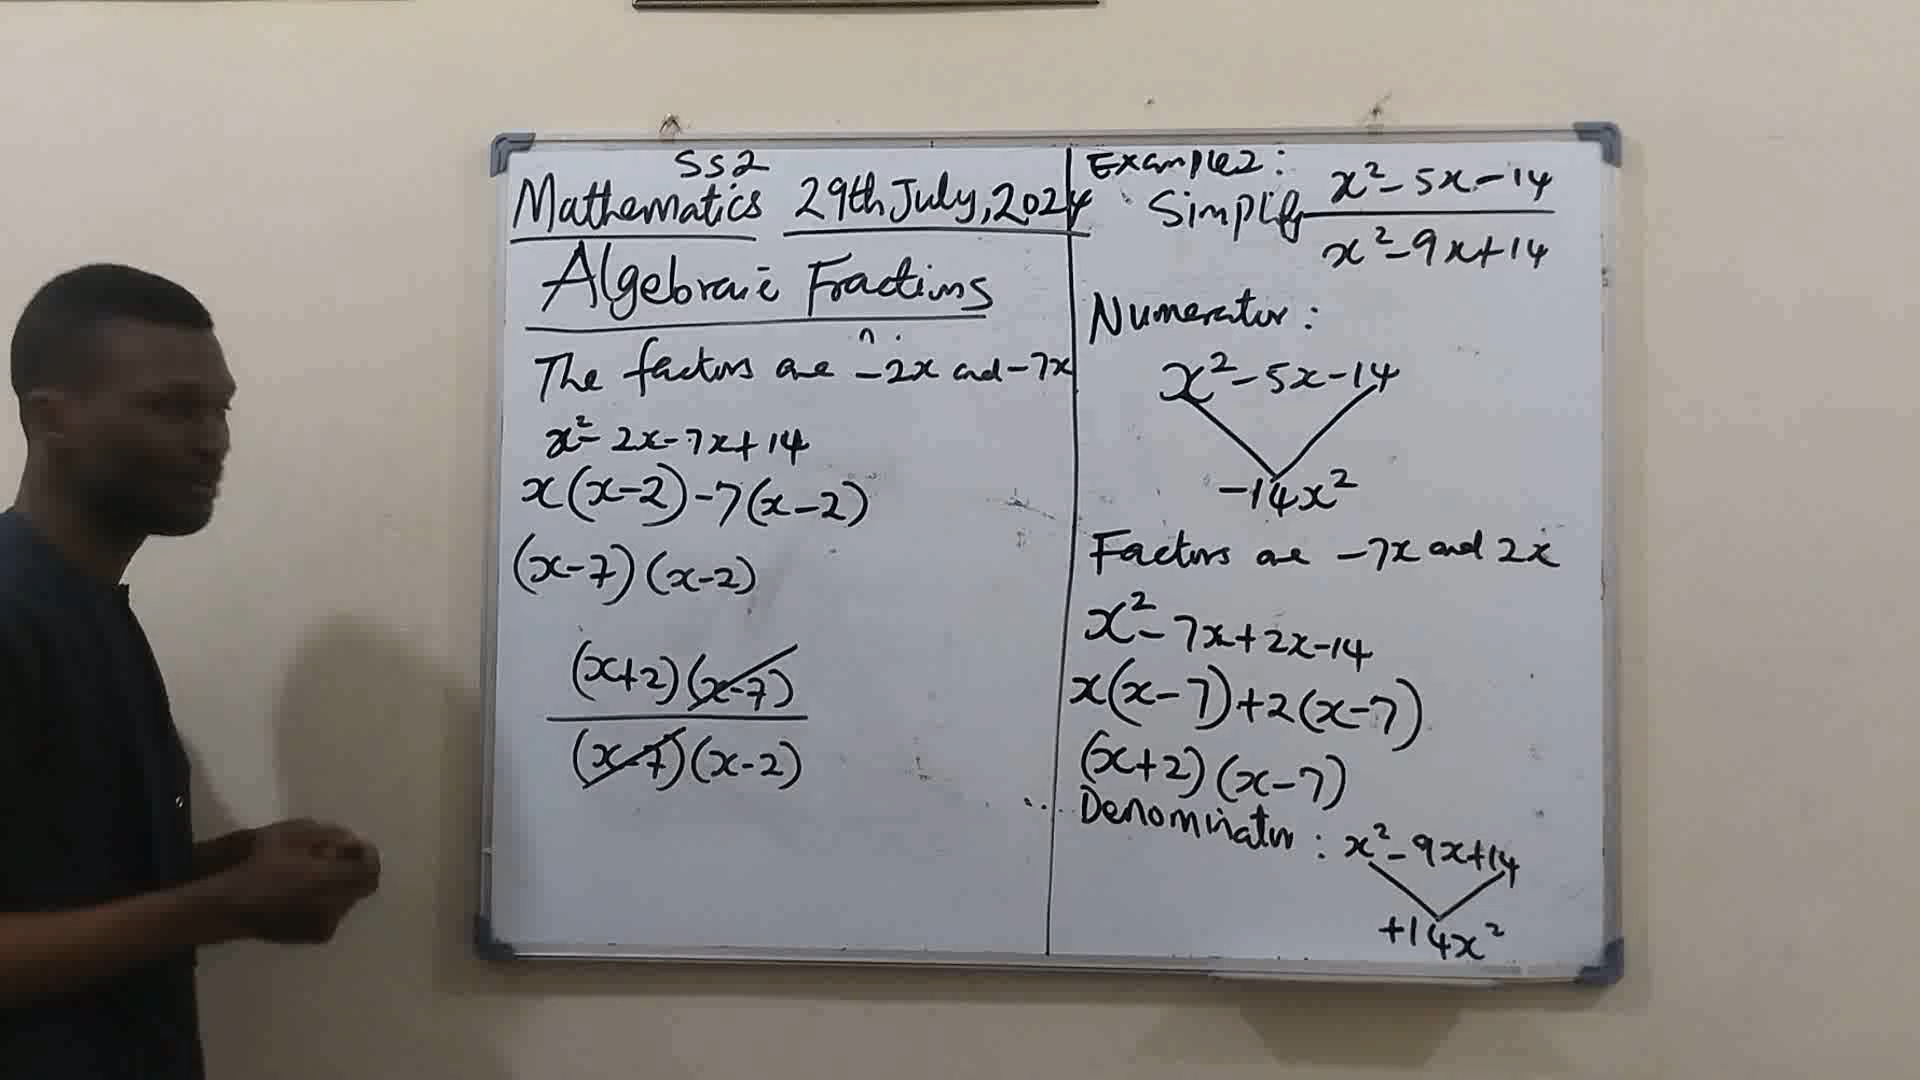 SS2
Mathematics 29th July, 2024
Algebraic Fractions
The factors are -2x and -7x
x² - 2x - 7x + 14
x(x-2) -7(x-2)
(x-7)(x-2)
(x+2)(x-7)
(x-7)(x-2)
Example 2:
Simplify x² - 5x - 14
x² - 9x + 14
Numerator:
x² - 5x - 14
-14x²
Factors are -7x and 2x
x² - 7x + 2x - 14
x(x-7) +2(x-7)
(x+2)(x-7)
Denominator: x² - 9x + 14
+14x²